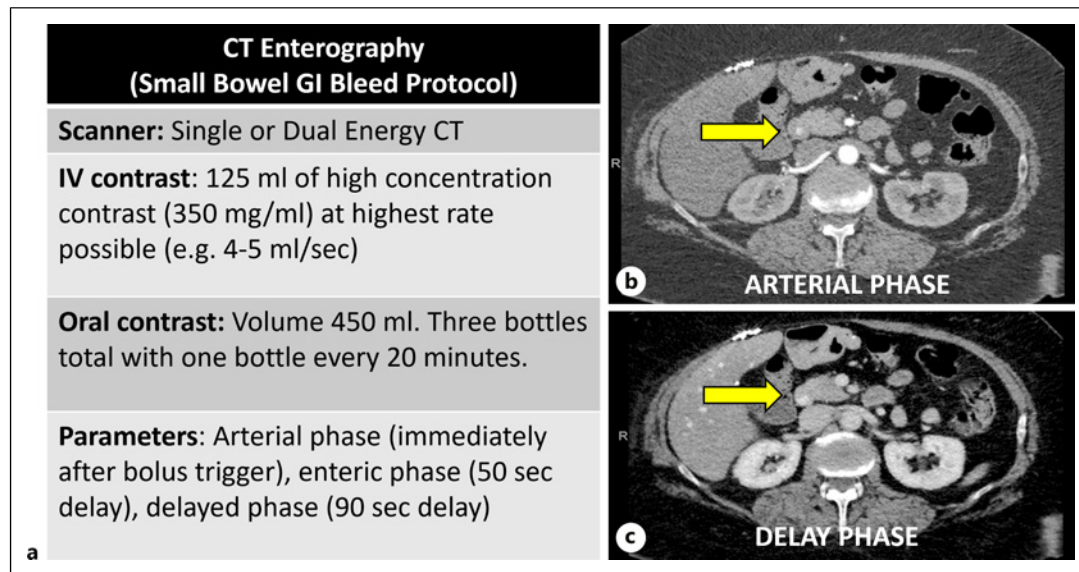 CT Enterography
(Small Bowel GI Bleed Protocol)
Scanner: Single or Dual Energy CT
IV contrast: 125 ml of high concentration
contrast (350 mg/ml) at highest rate
possible (e.g. 4-5 ml/sec)
Oral contrast: Volume 450 ml. Three bottles
total with one bottle every 20 minutes.
Parameters: Arterial phase (immediately
after bolus trigger), enteric phase (50 sec
delay), delayed phase (90 sec delay)
a
R
b
ARTERIAL PHASE
R
c
DELAY PHASE